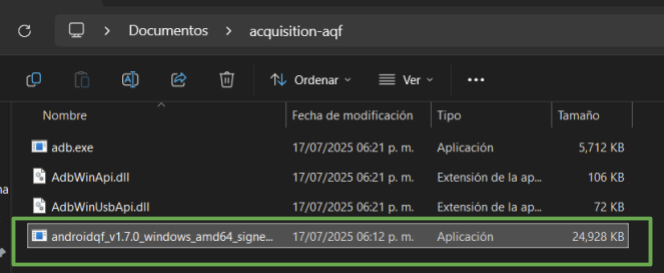 Documentos > acquisition-aqf
Ordenar Ver ...
Nombre Fecha de modificación Tipo Tamaño
adb.exe 17/07/2025 06:21 p. m. Aplicación 5,712 KB
AdbWinApi.dll 17/07/2025 06:21 p. m. Extensión de la ap... 106 KB
AdbWinUsbApi.dll 17/07/2025 06:21 p. m. Extensión de la ap... 72 KB
androidqf_v1.7.0_windows_amd64_signe... 17/07/2025 06:12 p. m. Aplicación 24,928 KB